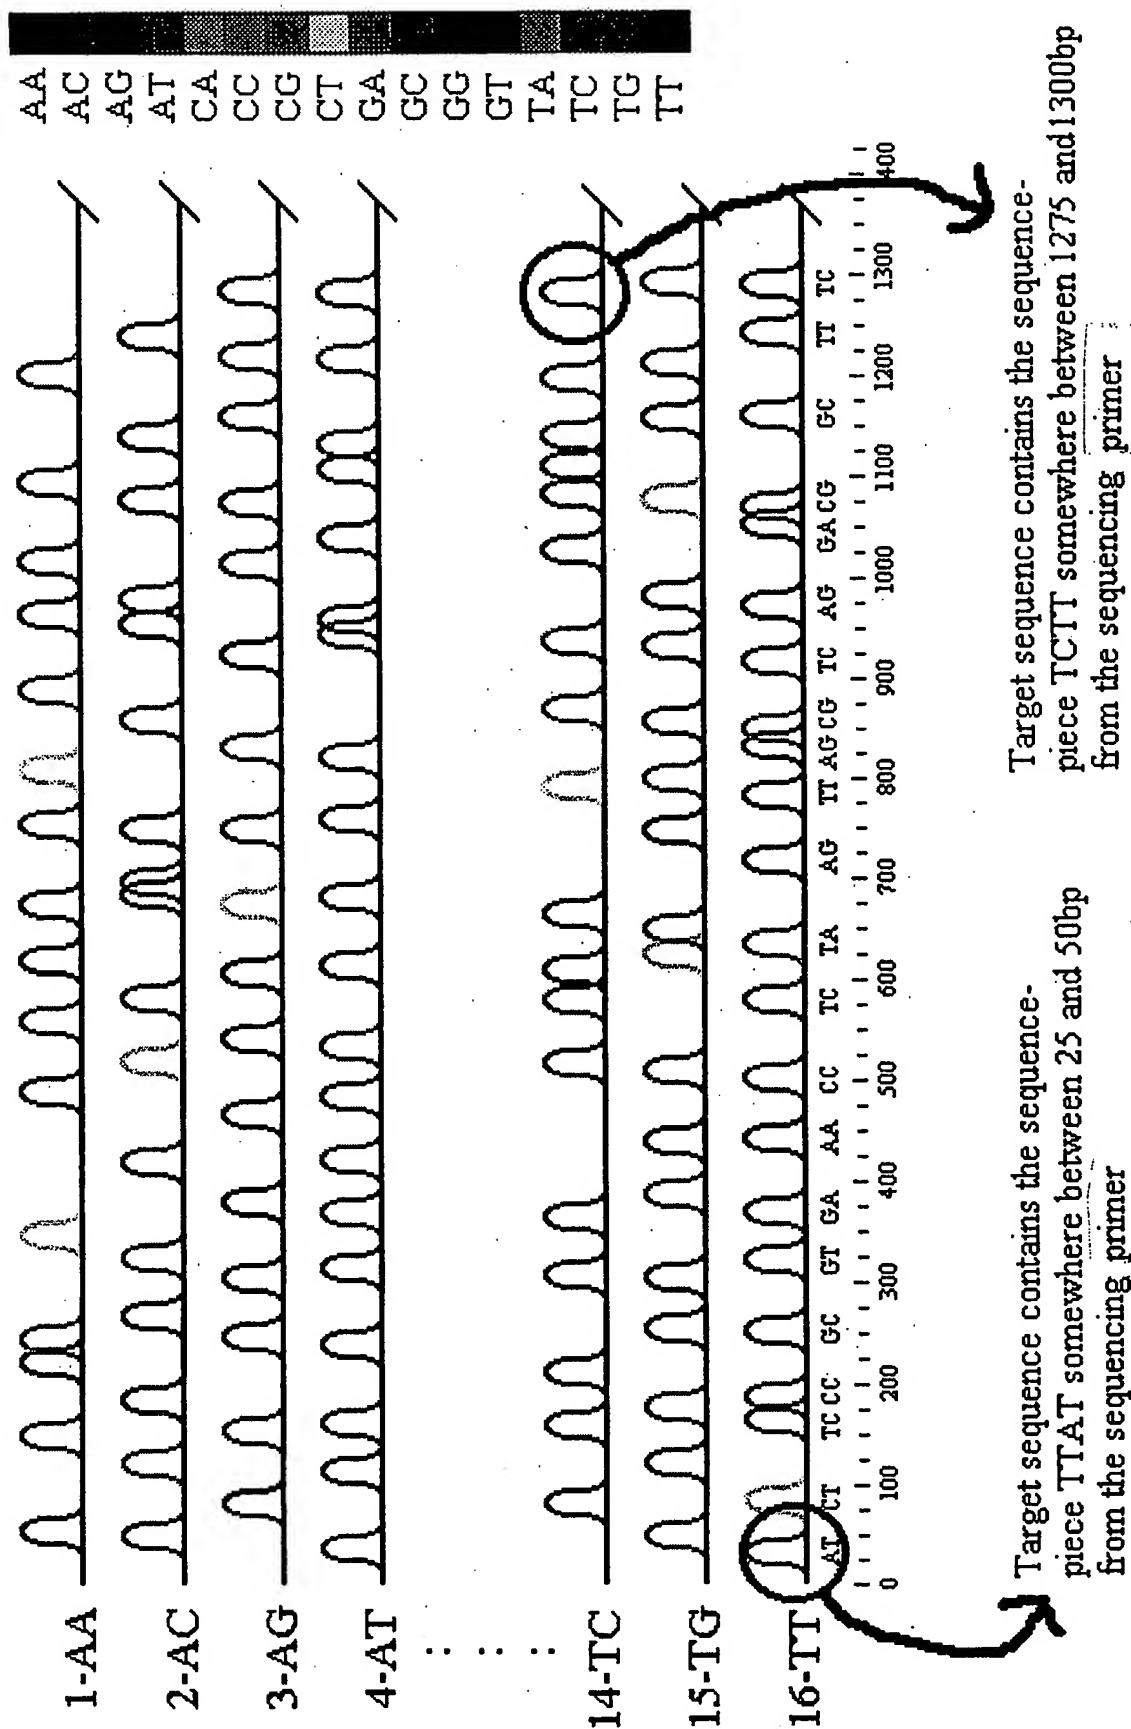 AA
AC
AG
AT
CA
CC
CG
CT
GA
GC
GG
GT
TA
TC
TG
TT
1-AA
2-AC
3-AG
4-AT
14-TC
15-TG
16-TT
AT CT TC CC GC GT GA AA CC TC TA AG TT AG CG TC AG GA CG GC TT TC
0 100 200 300 400 500 600 700 800 900 1000 1100 1200 1300 400
Target sequence contains the sequence-
piece TTAT somewhere between 25 and 50bp
from the sequencing primer
Target sequence contains the sequence-
piece TCTT somewhere between 1275 and 1300bp
from the sequencing primer